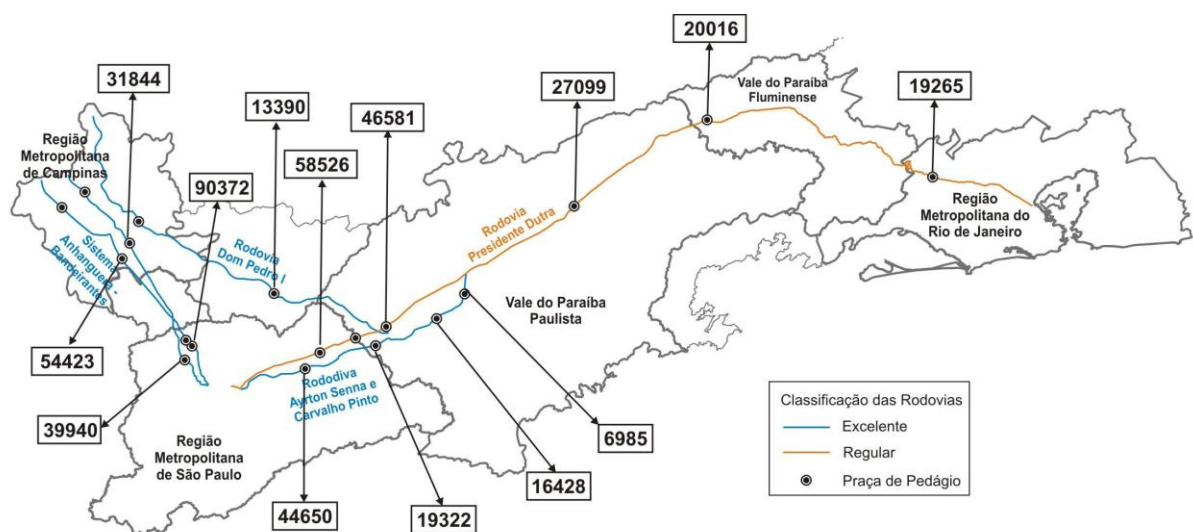 20016
31844
13390
46581
27099
Vale do Paraíba
Fluminense
19265
Região
Metropolitana
de Campinas
58526
90372
Sistema
Anhanguera -
Bandeirantes
Rodovia
Dom Pedro I
Rodovia
Presidente Dutra
Região
Metropolitana do
Rio de Janeiro
Vale do Paraíba
Paulista
54423
39940
Rododiva
Ayrton Senna e
Carvalho Pinto
Região
Metropolitana
de São Paulo
44650
19322
16428
6985
Classificação das Rodovias
Excelente
Regular
Praça de Pedágio